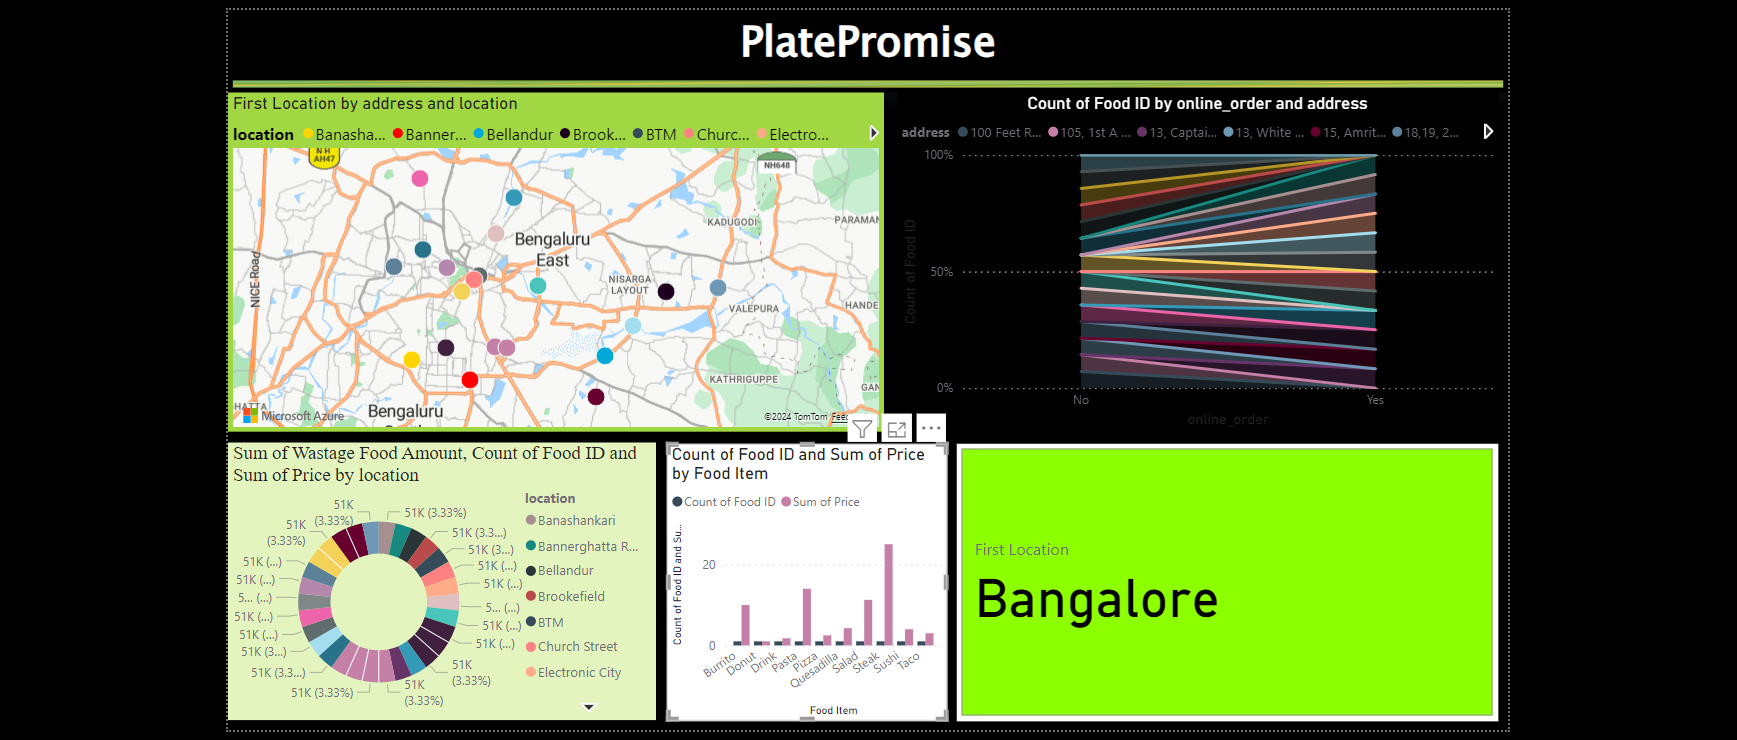 PlatePromise
First Location by address and location
location Banasha... Banner... Bellandur Brook... BTM Churc... Electro...
NH
AH47
NH648
KADUGODI
PARAMAN
Bengaluru
East
NICE Road
NISARGA
LAYOUT
VALEPURA
HANDE
KATHRIGUPPE
GAN
HATTA
Microsoft Azure
Bengaluru
©2024 TomTom Feec
Count of Food ID by online_order and address
address 100 Feet R... 105, 1st A ... 13, Captai... 13, White ... 15, Amrit... 18,19, 2...
Count of Food ID
100%
50%
0%
No Yes
online_order
Sum of Wastage Food Amount, Count of Food ID and
Sum of Price by location
51K
(3.33%)
51K (3.33%)
51K
(3.33%)
51K (3.3...)
51K (3...)
51K (...)
51K (...)
51K (...)
51K (...)
5... (...)
5... (...)
51K (...)
51K (...)
51K (...)
51K (...)
51K (3...)
51K (3.3...)
51K
(3.33%)
51K (3.33%)
51K
(3.33%)
location
Banashankari
Bannerghatta R...
Bellandur
Brookefield
BTM
Church Street
Electronic City
Count of Food ID and Sum of Price
by Food Item
Count of Food ID Sum of Price
Count of Food ID and Su...
20
0
Burrito
Donut
Drink
Pasta
Pizza
Quesadilla
Salad
Steak
Sushi
Taco
Food Item
First Location
Bangalore